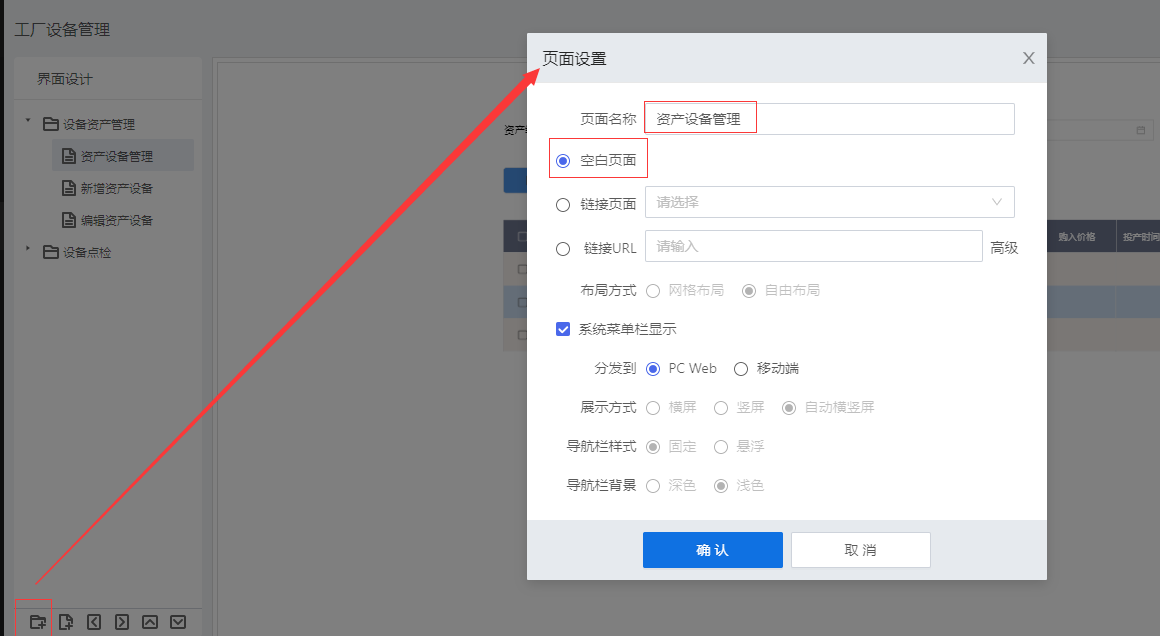 工厂设备管理
界面设计
设备资产管理
资产设备管理
新增资产设备
编辑资产设备
设备点检
资产
购入价格 投产时间
页面设置
页面名称 资产设备管理
空白页面
链接页面 请选择
链接URL 请输入 高级
布局方式 网格布局 自由布局
系统菜单栏显示
分发到 PC Web 移动端
展示方式 横屏 竖屏 自动横竖屏
导航栏样式 固定 悬浮
导航栏背景 深色 浅色
确 认 取 消